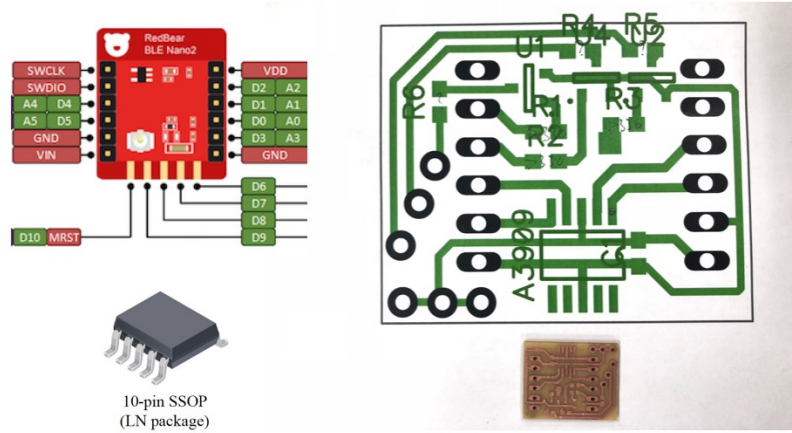 RedBear
BLE Nano2
SWCLK
SWDIO
A4 D4
A5 D5
GND
VIN
VDD
D2 A2
D1 A1
D0 A0
D3 A3
GND
D6
D7
D8
D9
D10 MRST
10-pin SSOP
(LN package)
R4
R5
U1
U4
U2
R6
R1
R3
R2
330
A3909
C1